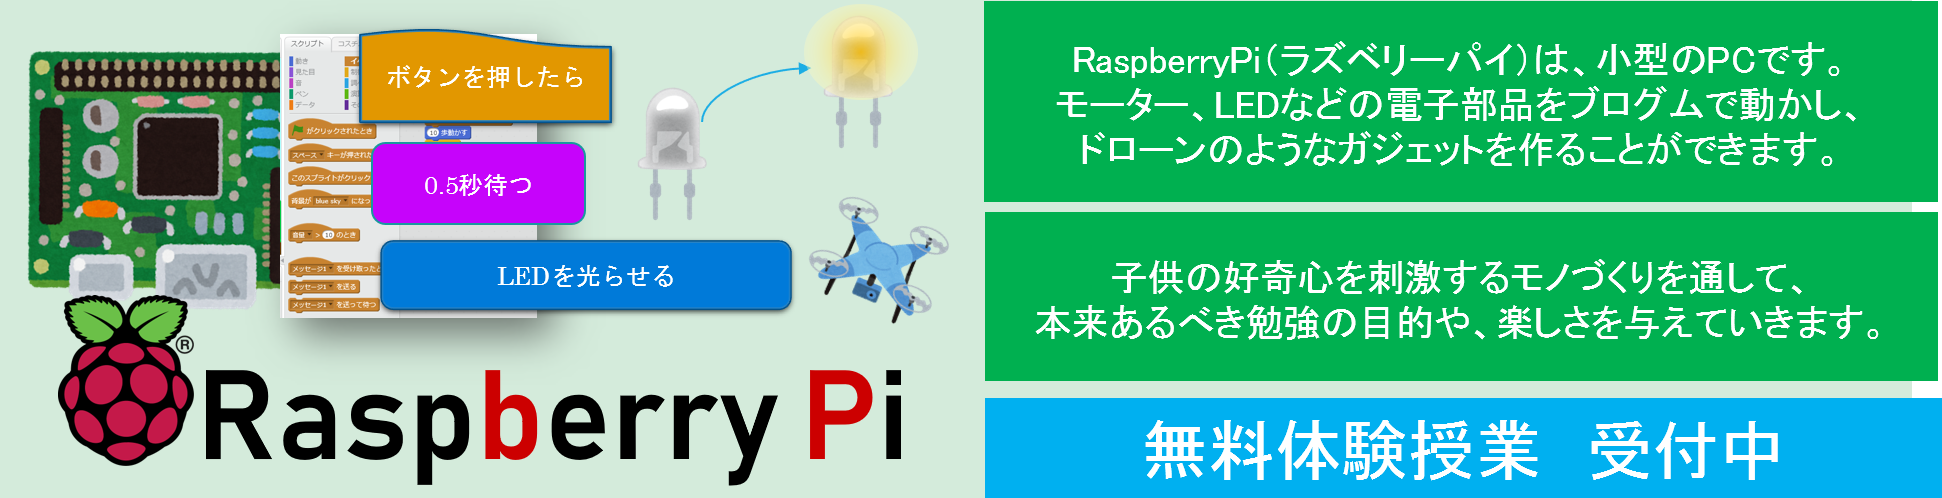 スクリプト
コスチ
動き
見た目
音
ペン
データ
イベ
制
調
演
その
がクリックされたとき
スペース キーが押された
このスプライトがクリック
背景が blue sky になっ
音量 > 10 のとき
メッセージ1 を受け取ったと
メッセージ1 を送る
メッセージ1 を送って待つ
10 歩動かす
ボタンを押したら
0.5秒待つ
LEDを光らせる
Raspberry Pi
®
RaspberryPi（ラズベリーパイ）は、小型のPCです。
モーター、LEDなどの電子部品をブログムで動かし、
ドローンのようなガジェットを作ることができます。
子供の好奇心を刺激するモノづくりを通して、
本来あるべき勉強の目的や、楽しさを与えていきます。
無料体験授業　受付中